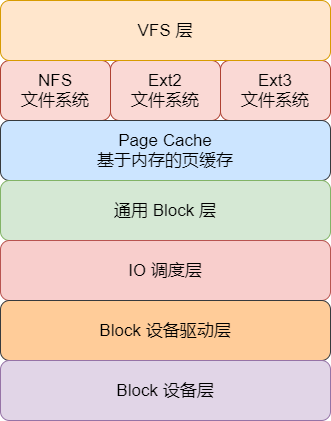 VFS 层
NFS
文件系统
Ext2
文件系统
Ext3
文件系统
Page Cache
基于内存的页缓存
通用 Block 层
IO 调度层
Block 设备驱动层
Block 设备层